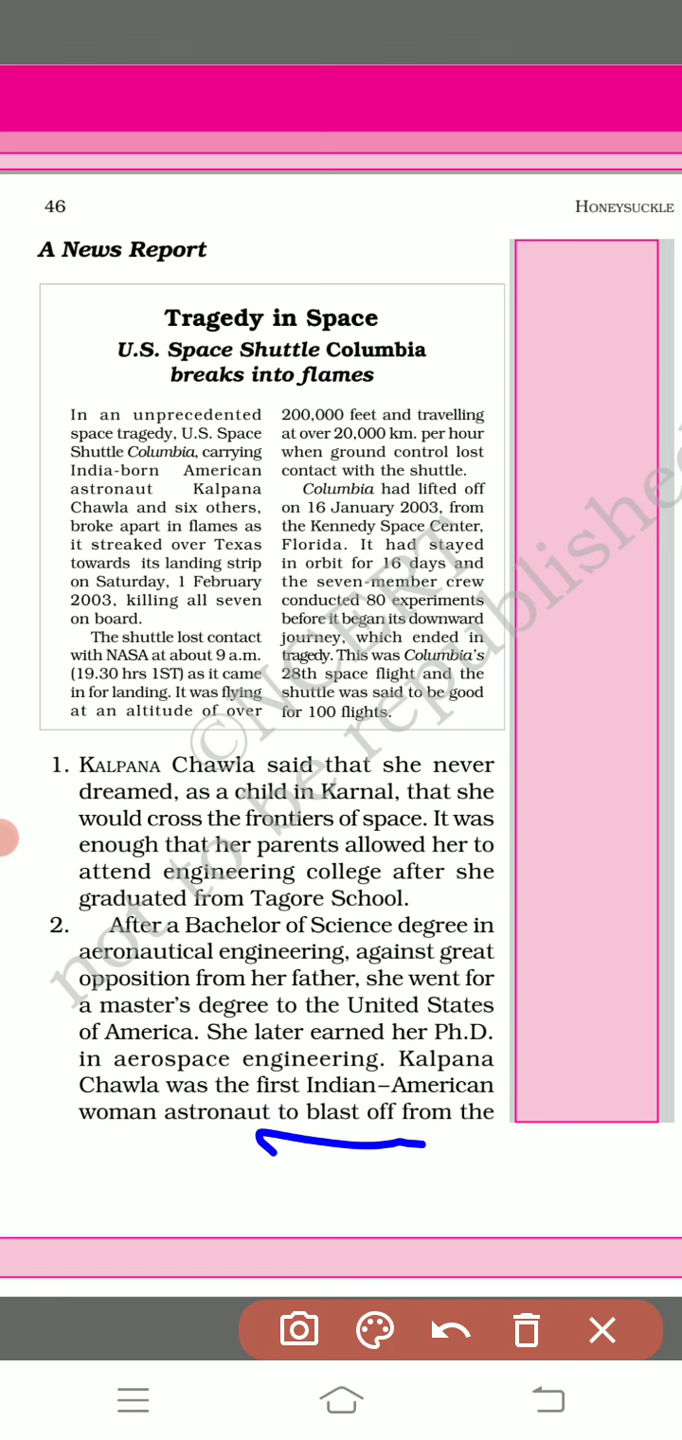 46
HONEYSUCKLE
A News Report
Tragedy in Space
U.S. Space Shuttle Columbia
breaks into flames
In an unprecedented
space tragedy, U.S. Space
Shuttle Columbia, carrying
India-born American
astronaut Kalpana
Chawla and six others,
broke apart in flames as
it streaked over Texas
towards its landing strip
on Saturday, 1 February
2003, killing all seven
on board.
The shuttle lost contact
with NASA at about 9 a.m.
(19.30 hrs 1ST) as it came
in for landing. It was flying
at an altitude of over
200,000 feet and travelling
at over 20,000 km. per hour
when ground control lost
contact with the shuttle.
Columbia had lifted off
on 16 January 2003, from
the Kennedy Space Center,
Florida. It had stayed
in orbit for 16 days and
the seven-member crew
conducted 80 experiments
before it began its downward
journey, which ended in
tragedy. This was Columbia's
28th space flight and the
shuttle was said to be good
for 100 flights.
1. KALPANA Chawla said that she never
dreamed, as a child in Karnal, that she
would cross the frontiers of space. It was
enough that her parents allowed her to
attend engineering college after she
graduated from Tagore School.
2. After a Bachelor of Science degree in
aeronautical engineering, against great
opposition from her father, she went for
a master's degree to the United States
of America. She later earned her Ph.D.
in aerospace engineering. Kalpana
Chawla was the first Indian–American
woman astronaut to blast off from the
©NCERT
not to be republished